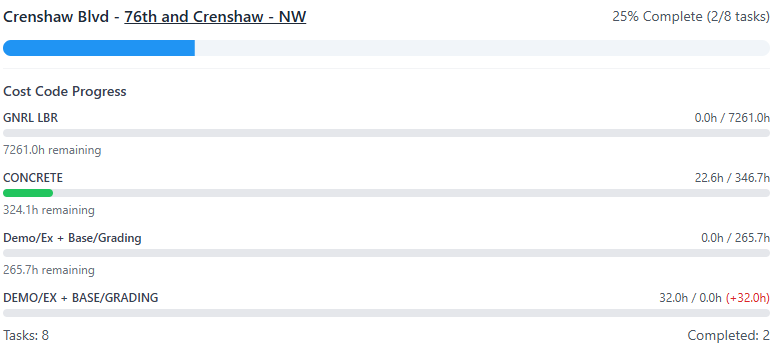 Crenshaw Blvd - 76th and Crenshaw - NW 25% Complete (2/8 tasks)
Cost Code Progress
GNRL LBR 0.0h / 7261.0h
7261.0h remaining
CONCRETE 22.6h / 346.7h
324.1h remaining
Demo/Ex + Base/Grading 0.0h / 265.7h
265.7h remaining
DEMO/EX + BASE/GRADING 32.0h / 0.0h (+32.0h)
Tasks: 8 Completed: 2